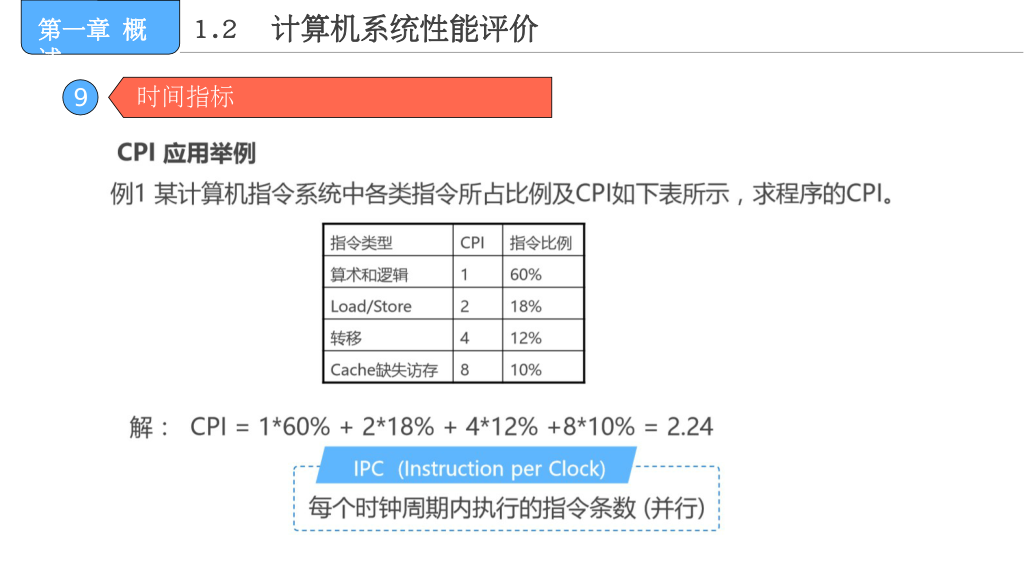 第一章 概
1.2 计算机系统性能评价
9 时间指标
CPI 应用举例
例1 某计算机指令系统中各类指令所占比例及CPI如下表所示，求程序的CPI。
指令类型 CPI 指令比例
算术和逻辑 1 60%
Load/Store 2 18%
转移 4 12%
Cache缺失访存 8 10%
解： CPI = 1*60% + 2*18% + 4*12% +8*10% = 2.24
IPC (Instruction per Clock)
每个时钟周期内执行的指令条数 (并行)